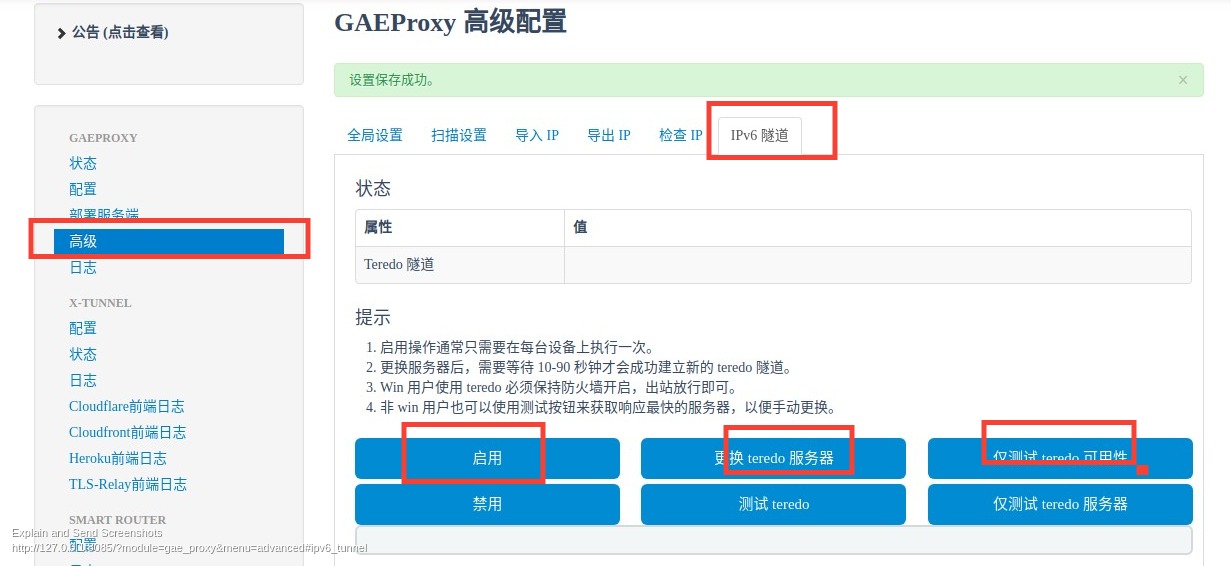 GAEProxy 高级配置
公告 (点击查看)
设置保存成功。
×
全局设置 扫描设置 导入 IP 导出 IP 检查 IP IPv6 隧道
GAEPROXY
状态
配置
部署服务端
高级
日志
X-TUNNEL
配置
状态
日志
Cloudflare前端日志
Cloudfront前端日志
Heroku前端日志
TLS-Relay前端日志
SMART ROUTER
配置
状态
属性 值
Teredo 隧道
提示
1. 启用操作通常只需要在每台设备上执行一次。
2. 更换服务器后，需要等待 10-90 秒钟才会成功建立新的 teredo 隧道。
3. Win 用户使用 teredo 必须保持防火墙开启，出站放行即可。
4. 非 win 用户也可以使用测试按钮来获取响应最快的服务器，以便手动更换。
启用 更换 teredo 服务器 仅测试 teredo 可用性
禁用 测试 teredo 仅测试 teredo 服务器
Explain and Send Screenshots